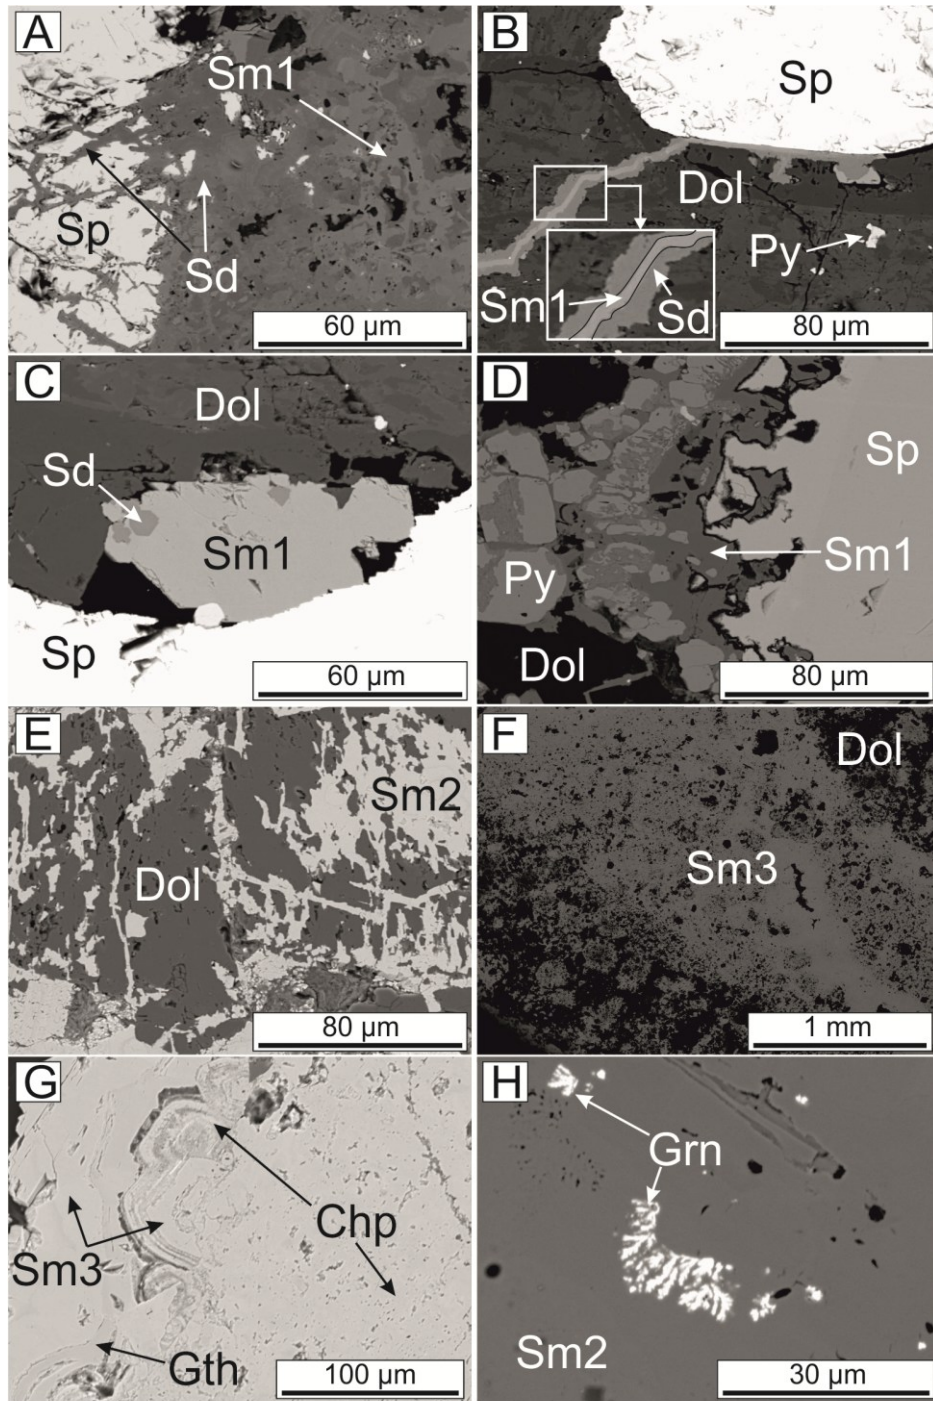 A
Sm1
Sp
Sd
60 µm
B
Sp
Dol
Py
Sm1
Sd
80 µm
C
Dol
Sd
Sm1
Sp
60 µm
D
Sp
Sm1
Py
Dol
80 µm
E
Sm2
Dol
80 µm
F
Dol
Sm3
1 mm
G
Chp
Sm3
Gth
100 µm
H
Grn
Sm2
30 µm